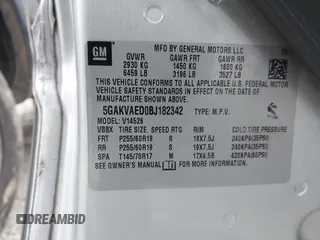 GM
MFD BY GENERAL MOTORS LLC
GVWR GAWR FRT GAWR RR
2930 KG 1450 KG 1600 KG
6459 LB 3196 LB 3527 LB
THIS VEHICLE CONFORMS TO ALL APPLICABLE
U.S. FEDERAL MOTOR VEHICLE SAFETY
STANDARDS IN EFFECT ON THE DATE OF
MANUFACTURE SHOWN ABOVE.
5GAKVAED0BJ182342 TYPE: M.P.V.
MODEL: V14526
TIRE SIZE SPEED RTG RIM COLD TIRE PRESSURE
FRT P255/60R19 S 19X7.5J 240KPA(35PSI)
RR P255/60R19 S 19X7.5J 240KPA(35PSI)
SPA T145/70R17 M 17X4.5B 420KPA(60PSI)
SEE OWNER'S MANUAL FOR MORE INFORMATION.